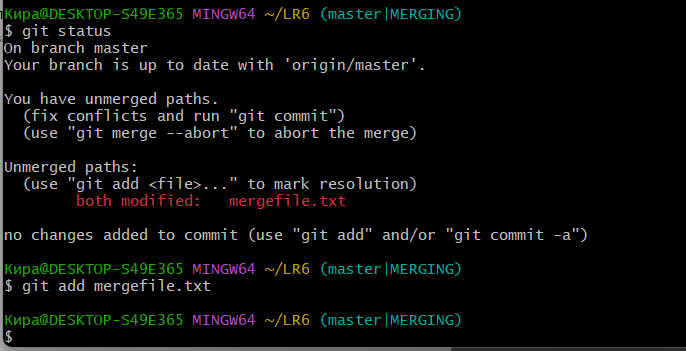 Кира@DESKTOP-S49E365 MINGW64 ~/LR6 (master|MERGING)
$ git status
On branch master
Your branch is up to date with 'origin/master'.
You have unmerged paths.
(fix conflicts and run "git commit")
(use "git merge --abort" to abort the merge)
Unmerged paths:
(use "git add <file>..." to mark resolution)
both modified:   mergefile.txt
no changes added to commit (use "git add" and/or "git commit -a")
Кира@DESKTOP-S49E365 MINGW64 ~/LR6 (master|MERGING)
$ git add mergefile.txt
Кира@DESKTOP-S49E365 MINGW64 ~/LR6 (master|MERGING)
$